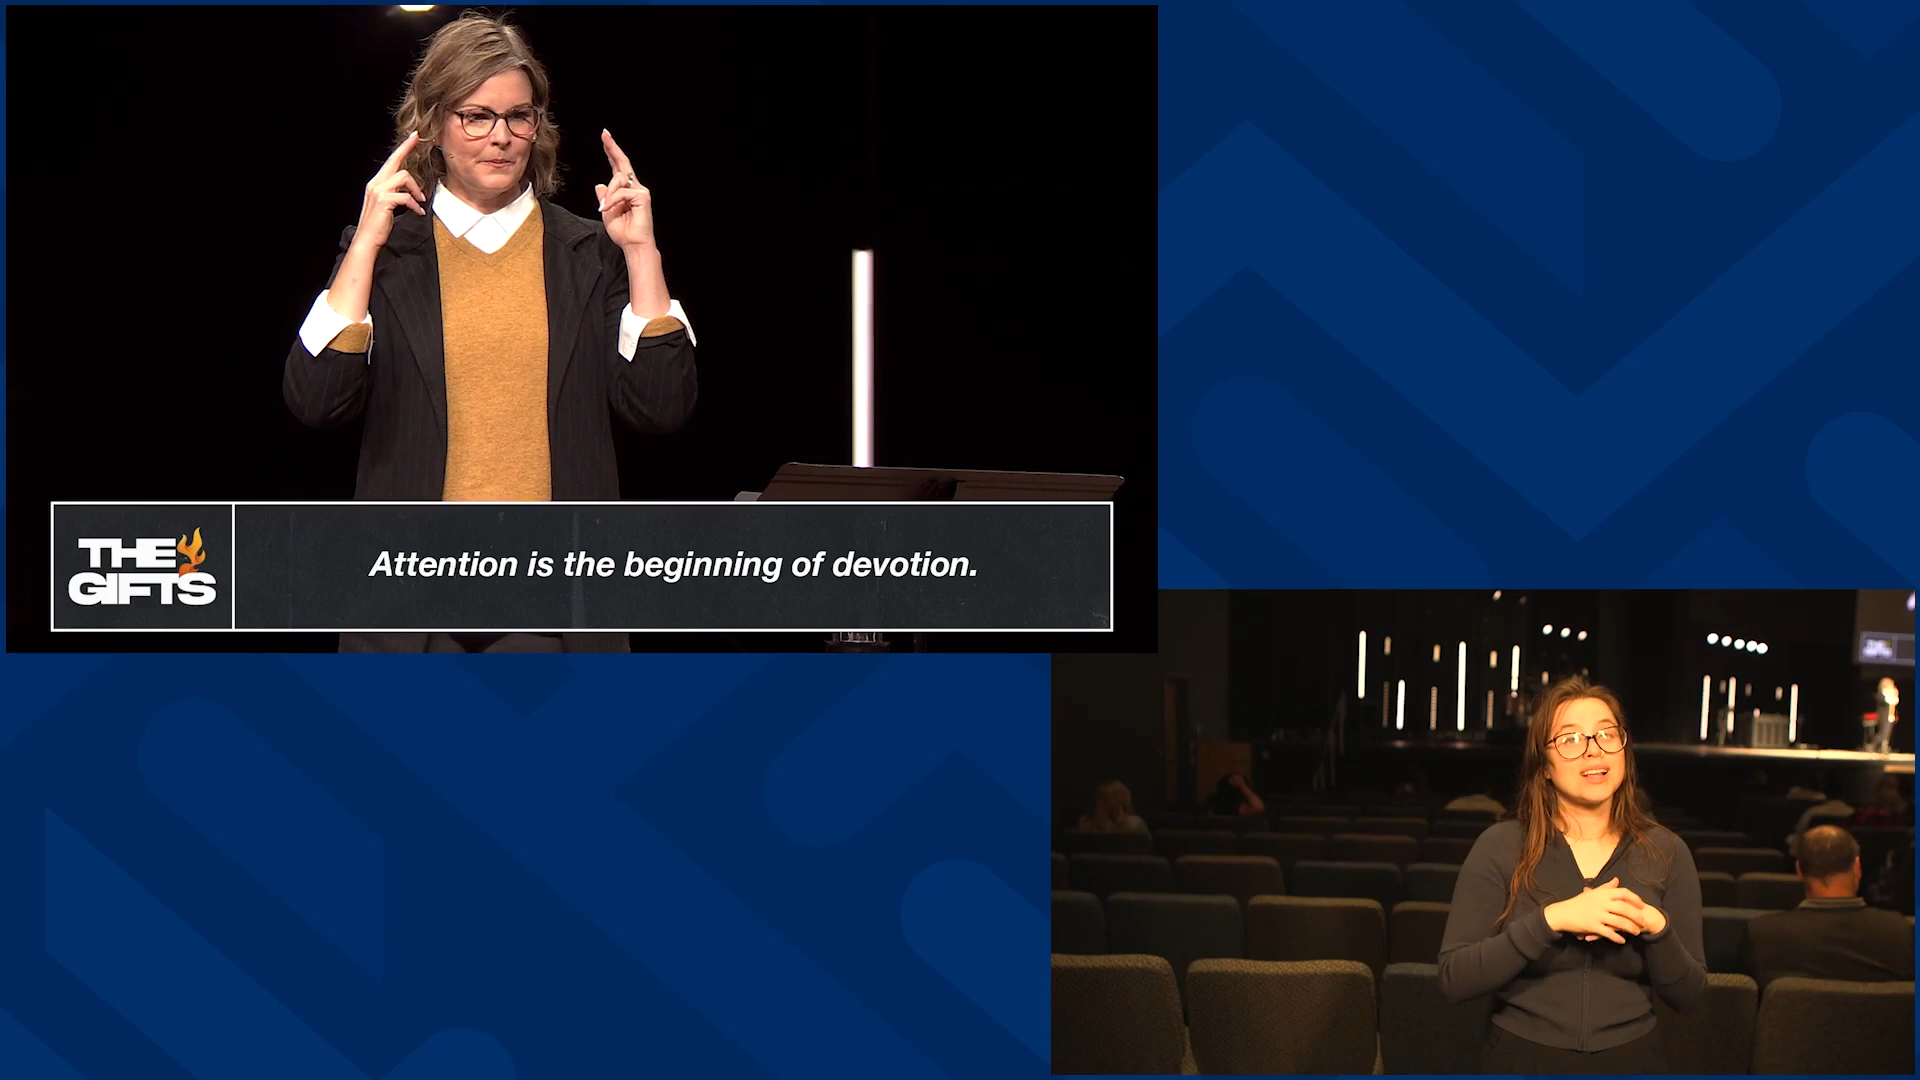 THE
GIFTS
Attention is the beginning of devotion.